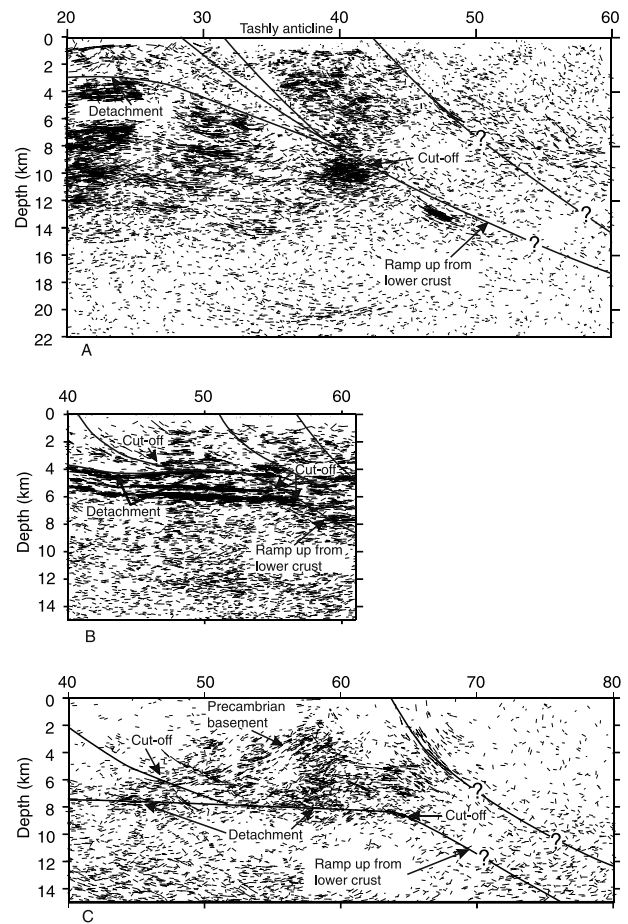 Tashly anticline
20 30 40 50 60
0
2
4
6
8
10
12
14
16
18
20
22
Depth (km)
Detachment
Cut-off
?
?
?
?
Ramp up from
lower crust
A
40 50 60
0
2
4
6
8
10
12
14
Depth (km)
Cut-off
Cut-off
Detachment
Ramp up from
lower crust
B
40 50 60 70 80
0
2
4
6
8
10
12
14
Depth (km)
Precambrian
basement
Cut-off
?
Cut-off
Detachment
?
?
Ramp up from
lower crust
C